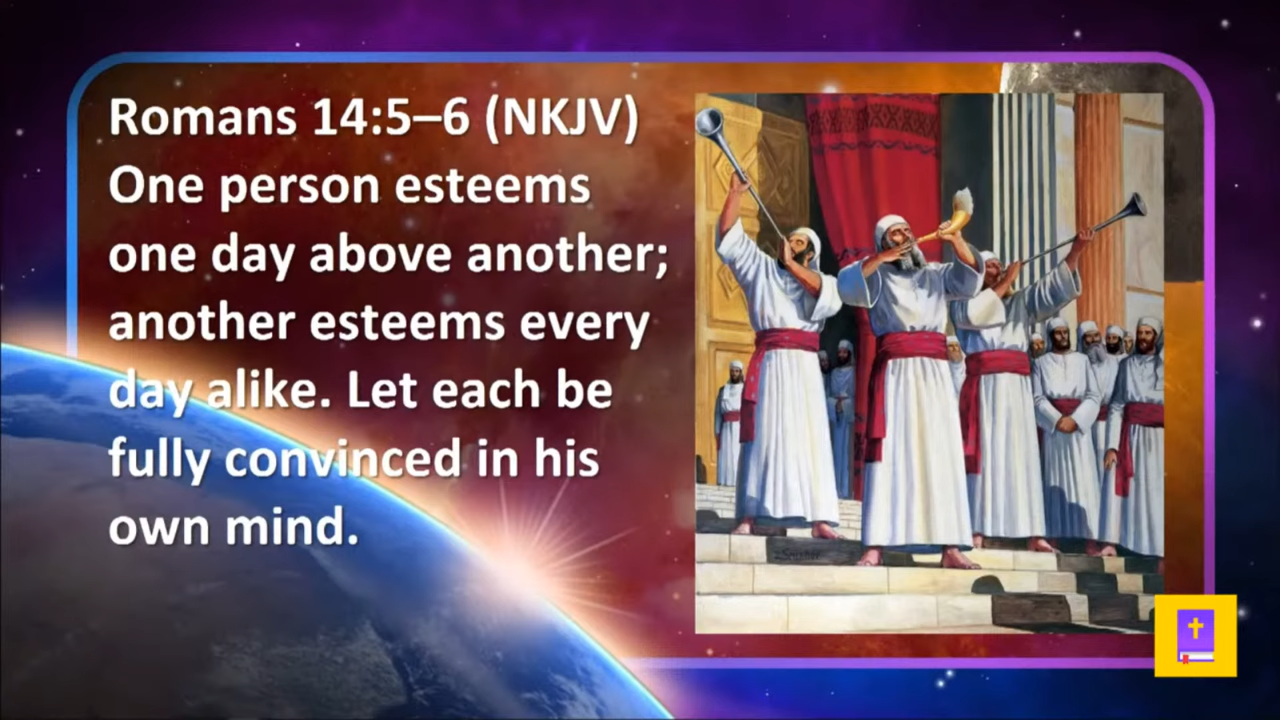 Romans 14:5–6 (NKJV)
One person esteems
one day above another;
another esteems every
day alike. Let each be
fully convinced in his
own mind.